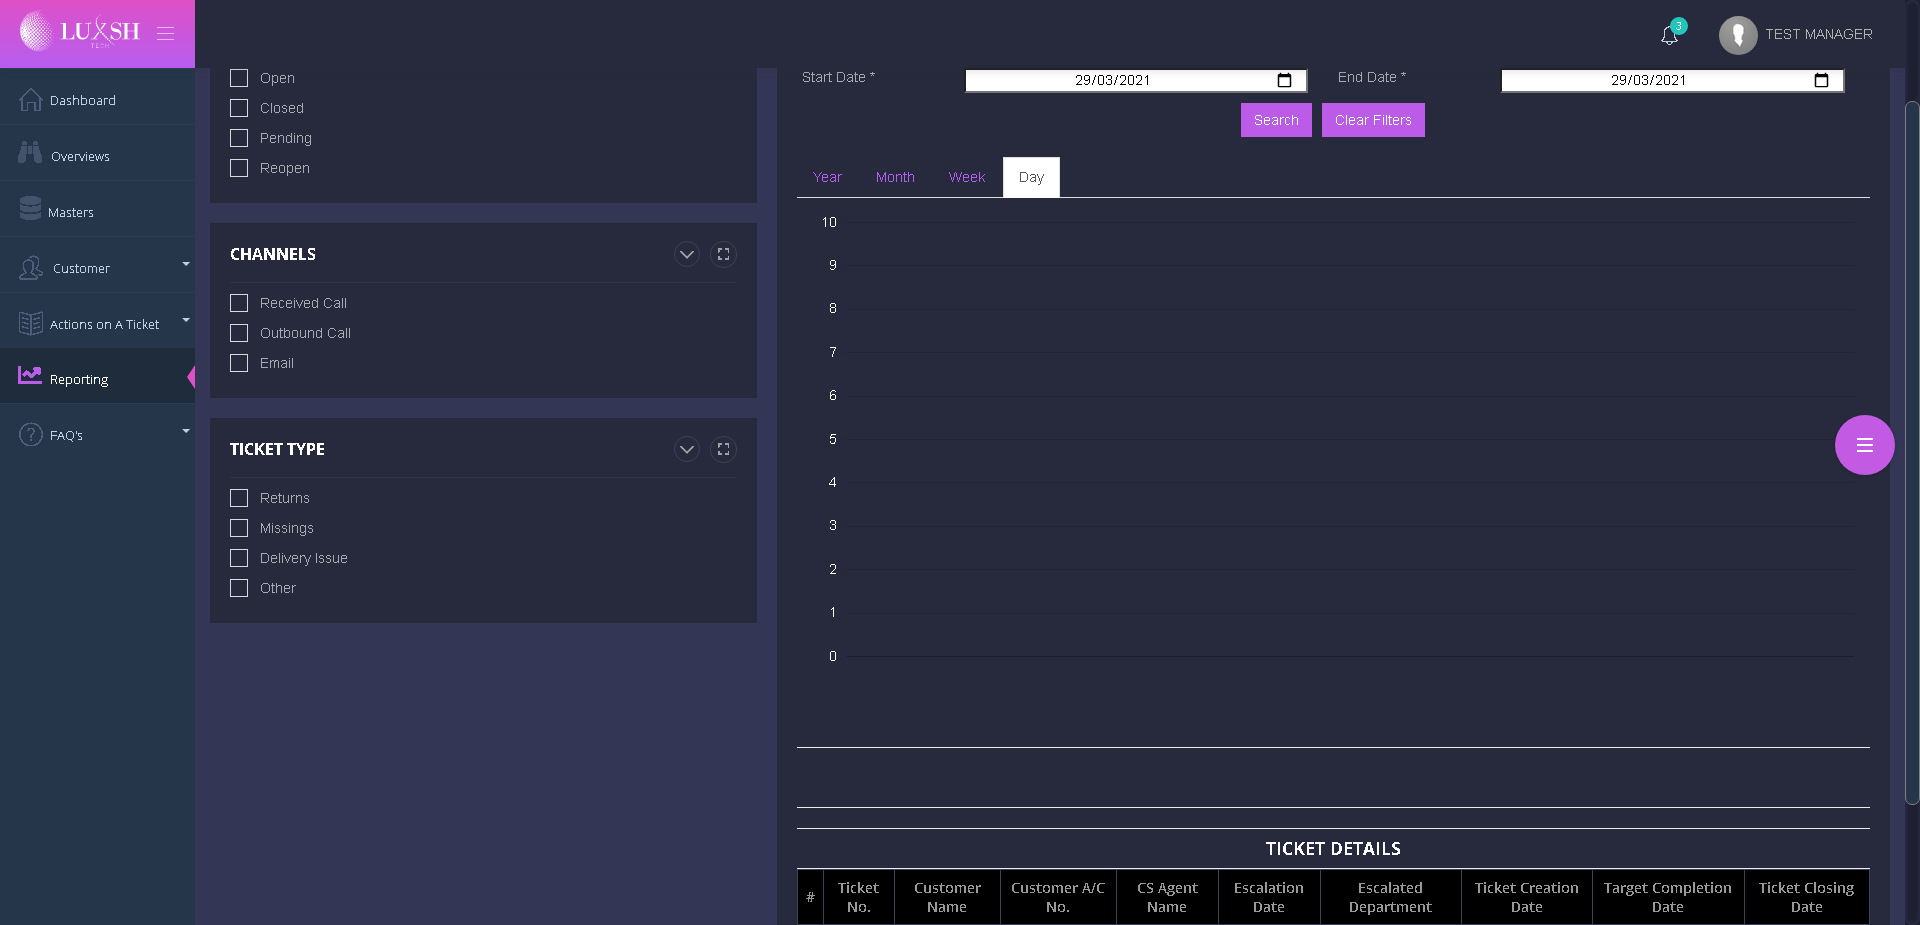 LUXSH
TECH
3
TEST MANAGER
Dashboard
Overviews
Masters
Customer
Actions on A Ticket
Reporting
FAQ's
Open
Closed
Pending
Reopen
CHANNELS
Received Call
Outbound Call
Email
TICKET TYPE
Returns
Missings
Delivery Issue
Other
Start Date * 29/03/2021 End Date * 29/03/2021
Search Clear Filters
Year Month Week Day
10
9
8
7
6
5
4
3
2
1
0
TICKET DETAILS
# Ticket No. Customer Name Customer A/C No. CS Agent Name Escalation Date Escalated Department Ticket Creation Date Target Completion Date Ticket Closing Date